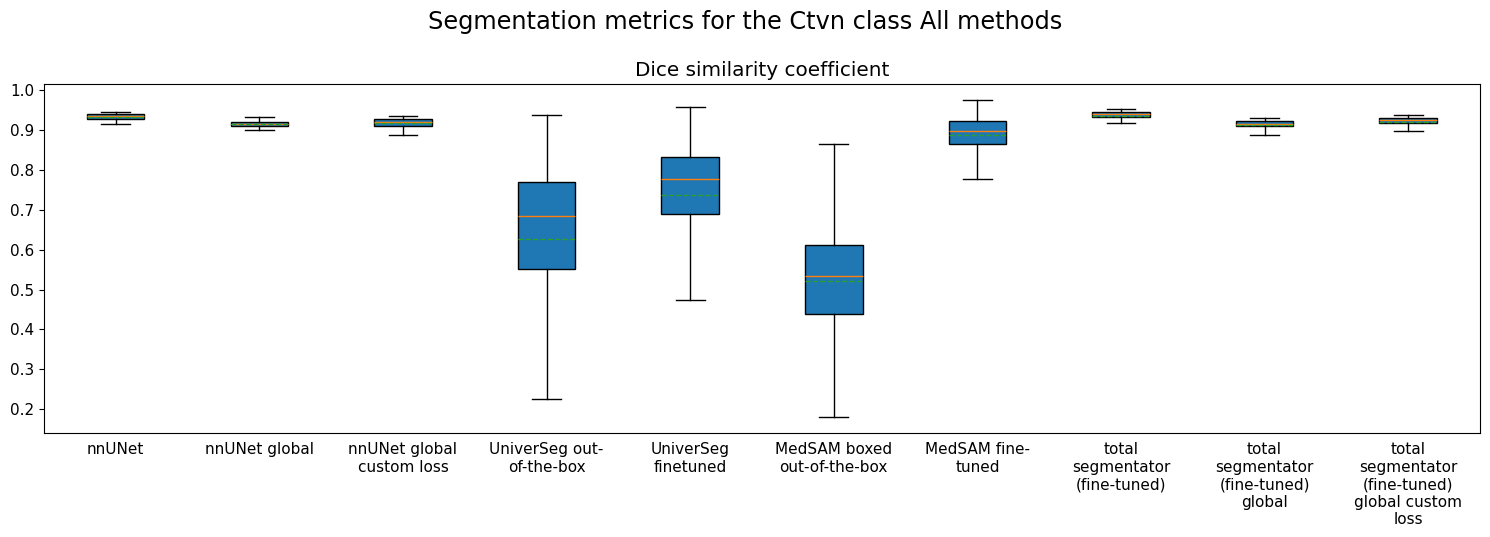 Segmentation metrics for the Ctvn class All methods
Dice similarity coefficient
1.0
0.9
0.8
0.7
0.6
0.5
0.4
0.3
0.2
nnUNet
nnUNet global
nnUNet global
custom loss
UniverSeg out-
of-the-box
UniverSeg
finetuned
MedSAM boxed
out-of-the-box
MedSAM fine-
tuned
total
segmentator
(fine-tuned)
total
segmentator
(fine-tuned)
global
total
segmentator
(fine-tuned)
global custom
loss